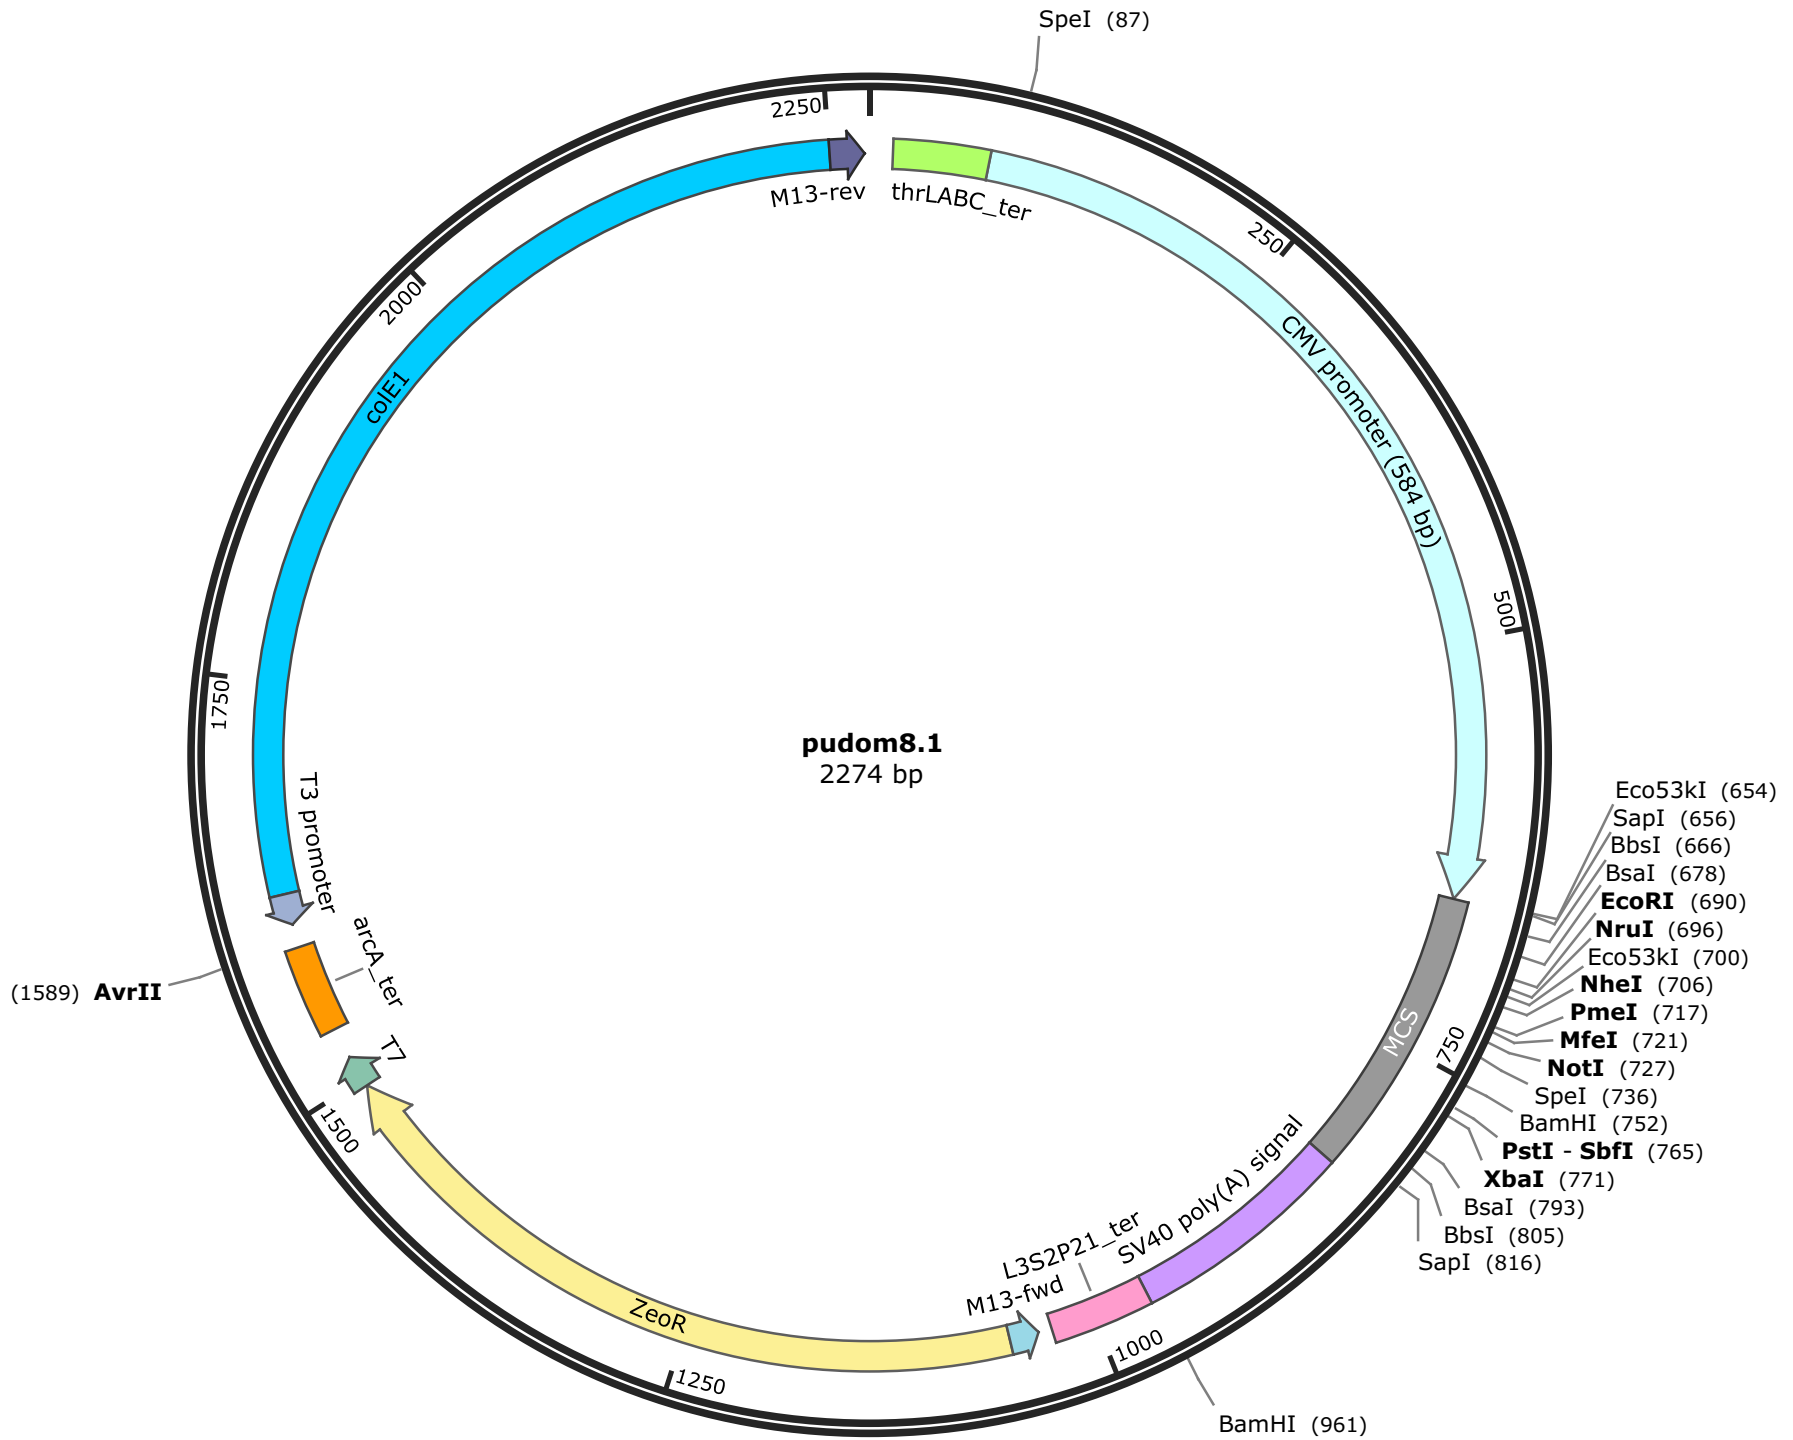 SpeI (87)
2250
M13-rev
thrLABC_ter
250
2000
CMV promoter (584 bp)
colE1
500
1750
pudom8.1
2274 bp
T3 promoter
Eco53kI (654)
SapI (656)
BbsI (666)
BsaI (678)
EcoRI (690)
NruI (696)
Eco53kI (700)
NheI (706)
PmeI (717)
MfeI (721)
NotI (727)
SpeI (736)
BamHI (752)
PstI - SbfI (765)
XbaI (771)
BsaI (793)
BbsI (805)
SapI (816)
arcA_ter
(1589) AvrII
MCS
750
T7
1500
SV40 poly(A) signal
L3S2P21_ter
M13-fwd
ZeoR
1000
1250
BamHI (961)